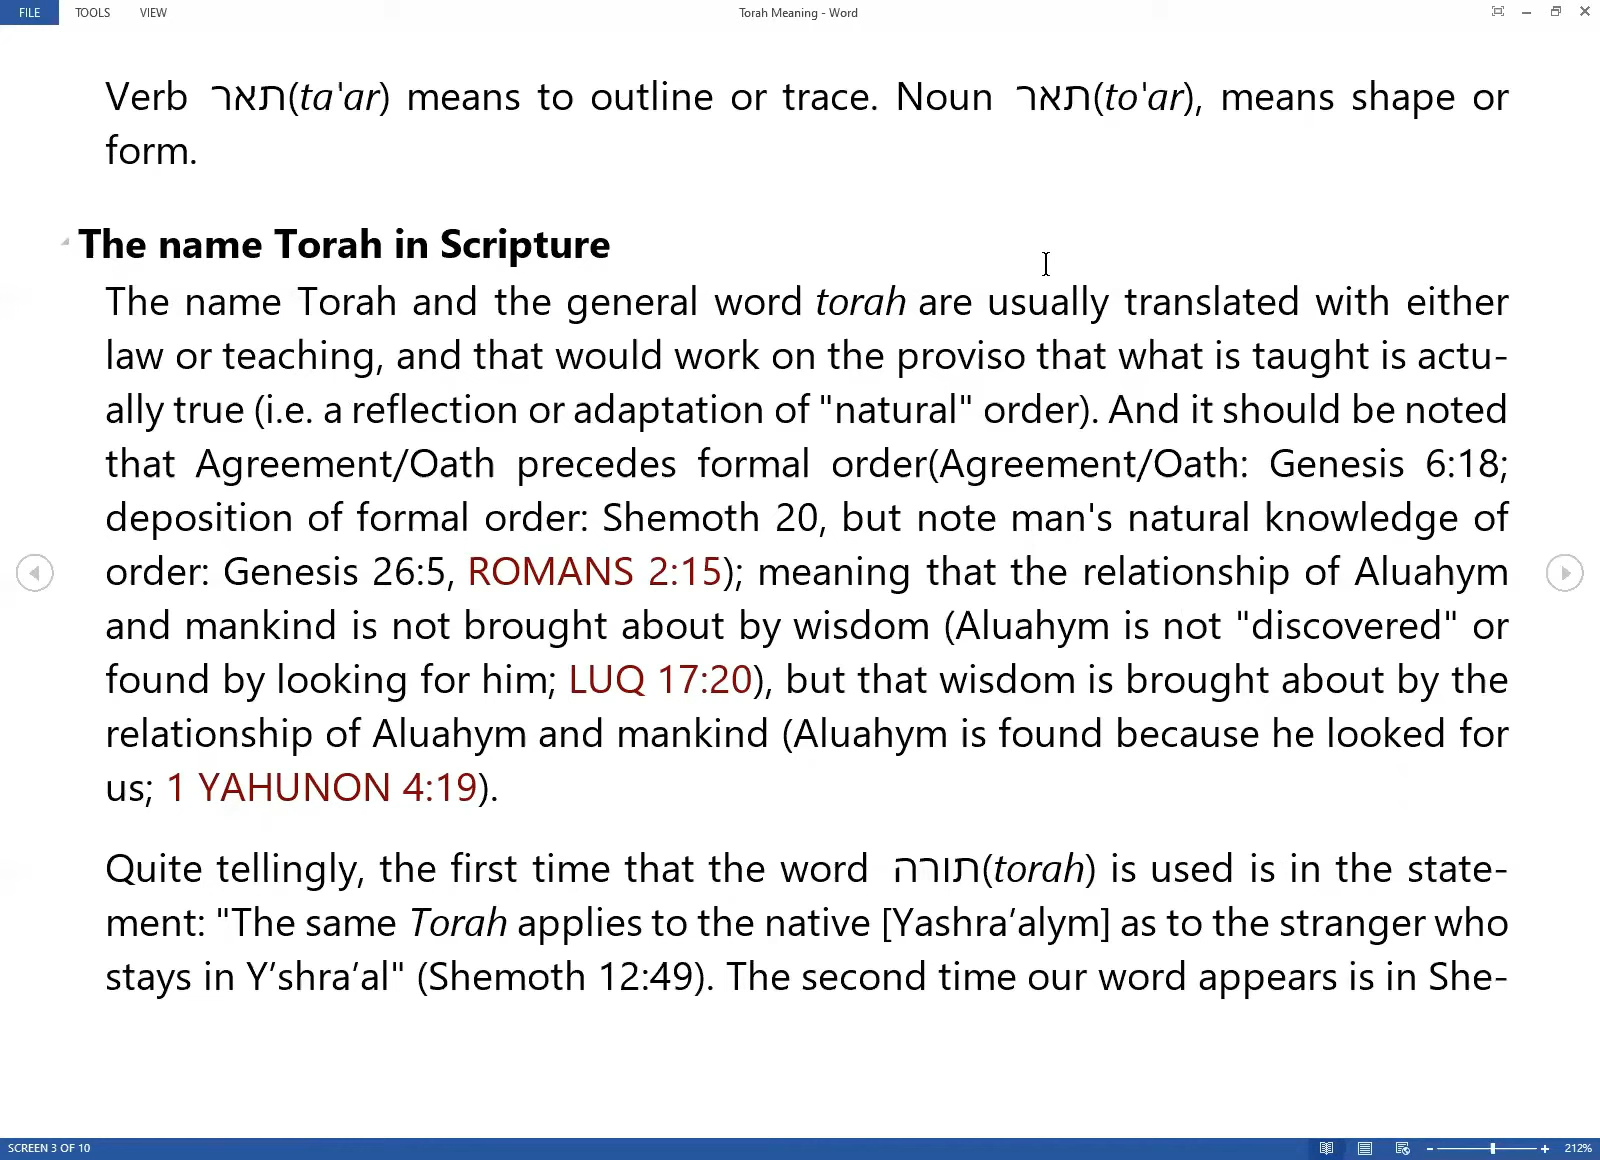 FILE TOOLS VIEW Torah Meaning - Word
Verb תאר(ta'ar) means to outline or trace. Noun תאר(to'ar), means shape or
form.
The name Torah in Scripture
The name Torah and the general word torah are usually translated with either
law or teaching, and that would work on the proviso that what is taught is actu-
ally true (i.e. a reflection or adaptation of "natural" order). And it should be noted
that Agreement/Oath precedes formal order(Agreement/Oath: Genesis 6:18;
deposition of formal order: Shemoth 20, but note man's natural knowledge of
order: Genesis 26:5, ROMANS 2:15); meaning that the relationship of Aluahym
and mankind is not brought about by wisdom (Aluahym is not "discovered" or
found by looking for him; LUQ 17:20), but that wisdom is brought about by the
relationship of Aluahym and mankind (Aluahym is found because he looked for
us; 1 YAHUNON 4:19).
Quite tellingly, the first time that the word תורה(torah) is used is in the state-
ment: "The same Torah applies to the native [Yashra’alym] as to the stranger who
stays in Y’shra’al" (Shemoth 12:49). The second time our word appears is in She-
SCREEN 3 OF 10 212%